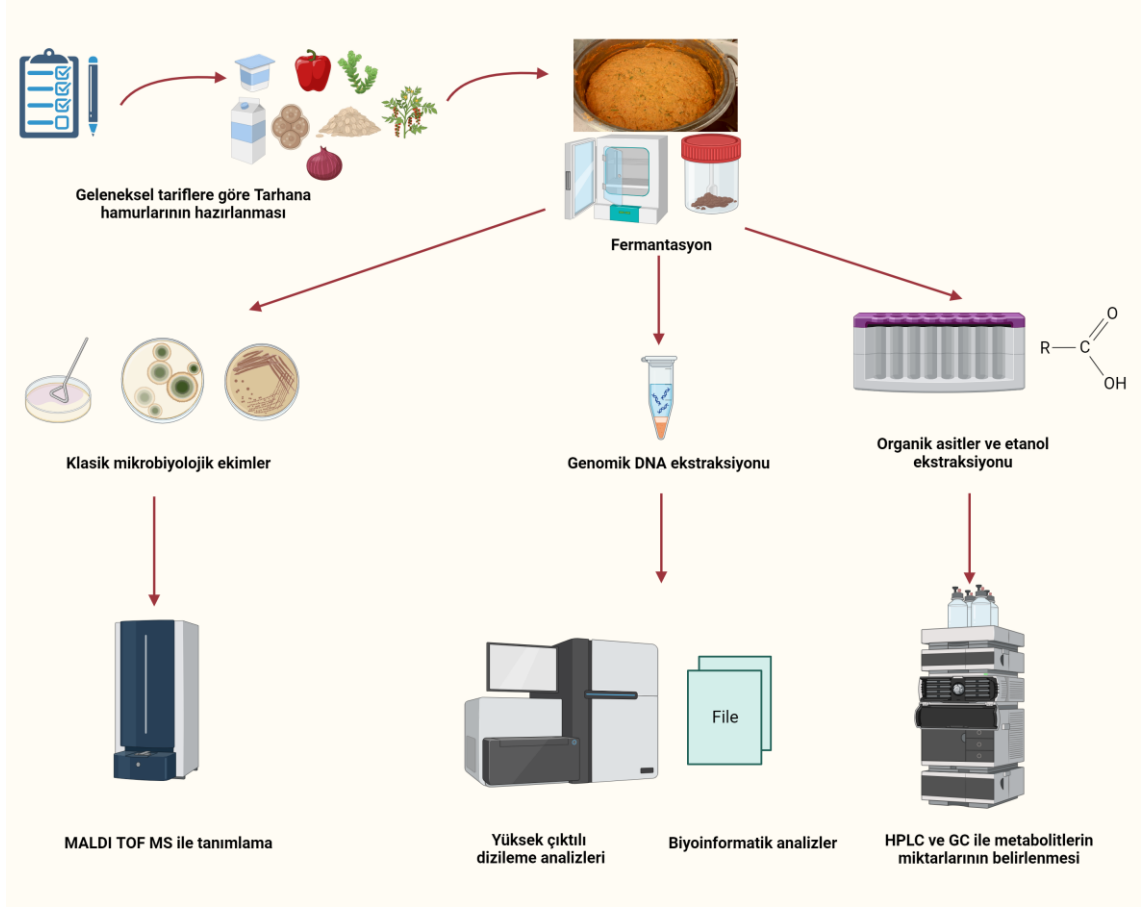 Geleneksel tariflere göre Tarhana
hamurlarının hazırlanması
Fermantasyon
R
C
O
OH
Klasik mikrobiyolojik ekimler
Genomik DNA ekstraksiyonu
Organik asitler ve etanol
ekstraksiyonu
File
MALDI TOF MS ile tanımlama
Yüksek çıktılı
dizileme analizleri
Biyoinformatik analizler
HPLC ve GC ile metabolitlerin
miktarlarının belirlenmesi